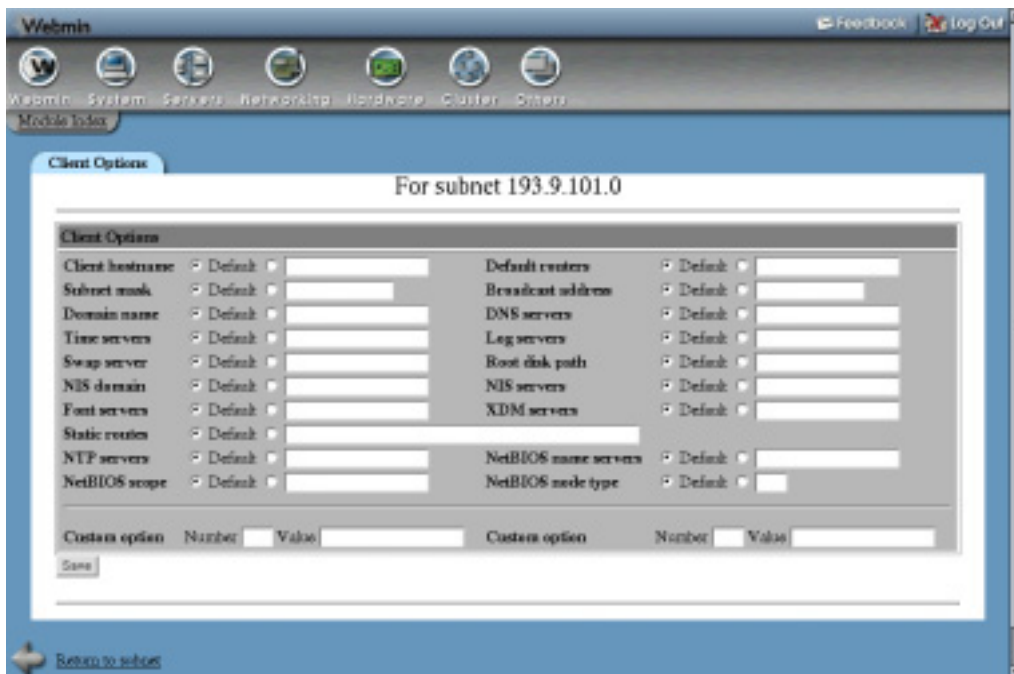 Webmin
Feedback Log Out
Webmin System Servers Networking Hardware Cluster Others
Module Index
Client Options
For subnet 193.9.101.0
Client Options
Client hostname Default Default routers Default
Subnet mask Default Broadcast address Default
Domain name Default DNS servers Default
Time servers Default Log servers Default
Swap server Default Root disk path Default
NIS domain Default NIS servers Default
Font servers Default XDM servers Default
Static routes Default
NTP servers Default NetBIOS name servers Default
NetBIOS scope Default NetBIOS node type Default
Custom option Number Value Custom option Number Value
Save
Return to subnet